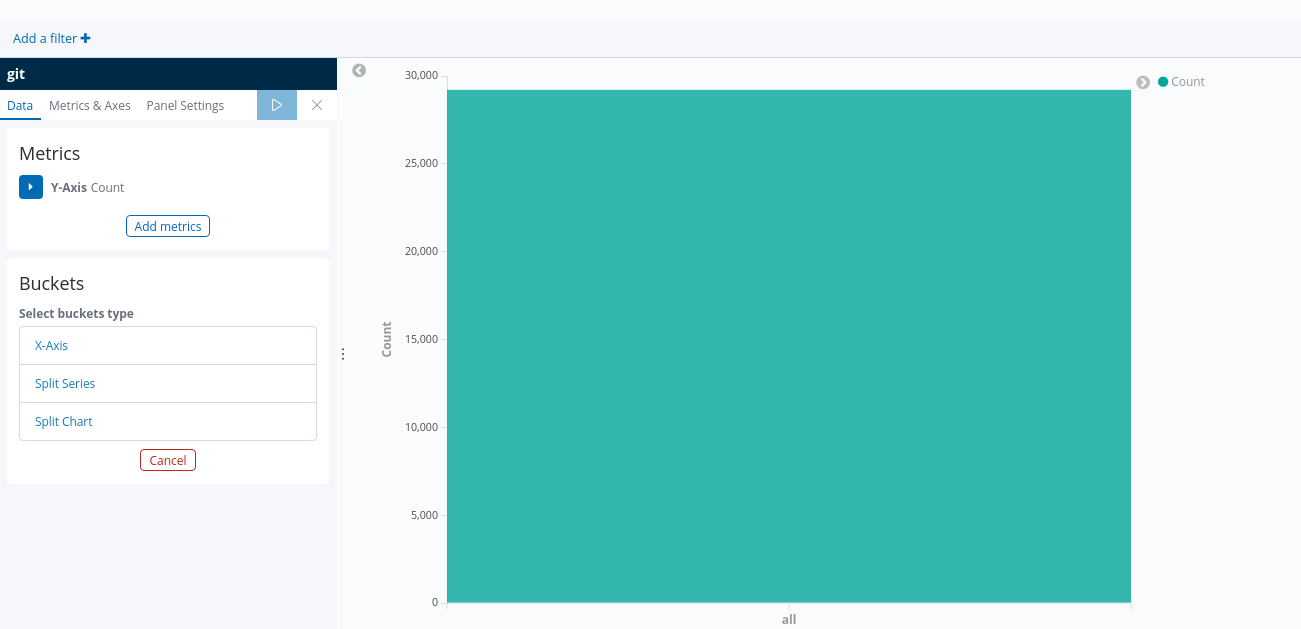 Add a filter
git
Data Metrics & Axes Panel Settings
Metrics
Y-Axis Count
Add metrics
Buckets
Select buckets type
X-Axis
Split Series
Split Chart
Cancel
30,000
25,000
20,000
15,000
10,000
5,000
0
Count
all
Count